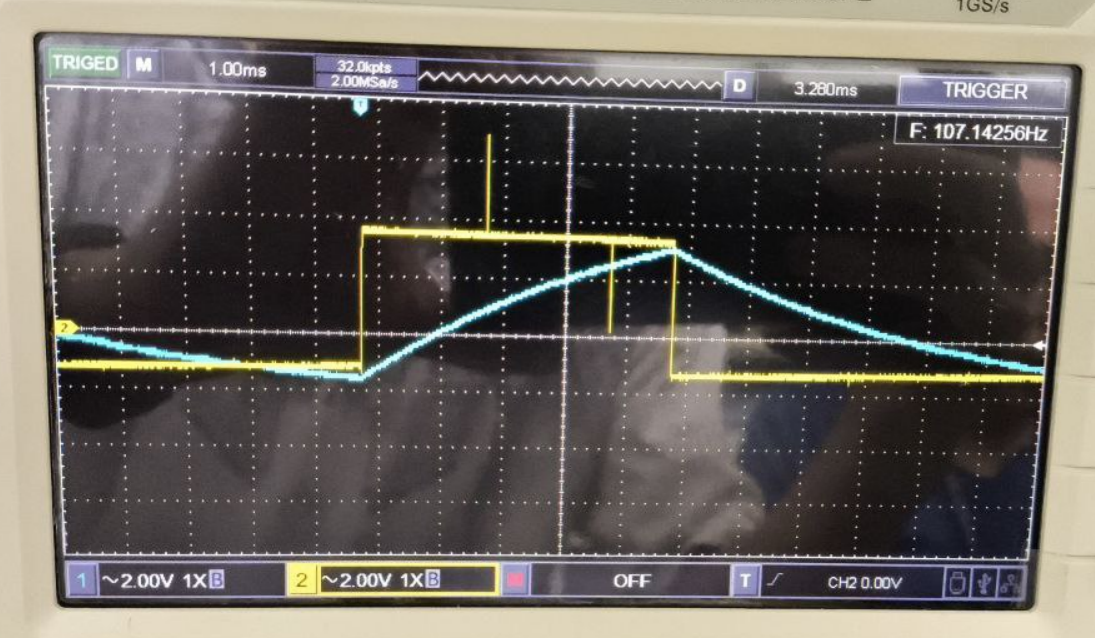 1GS/s
TRIGED M 1.00ms 32.0kpts D 3.280ms TRIGGER
2.00MSa/s
T
F: 107.14256Hz
2
1 ~2.00V 1X B 2 ~2.00V 1X B OFF T CH2 0.00V